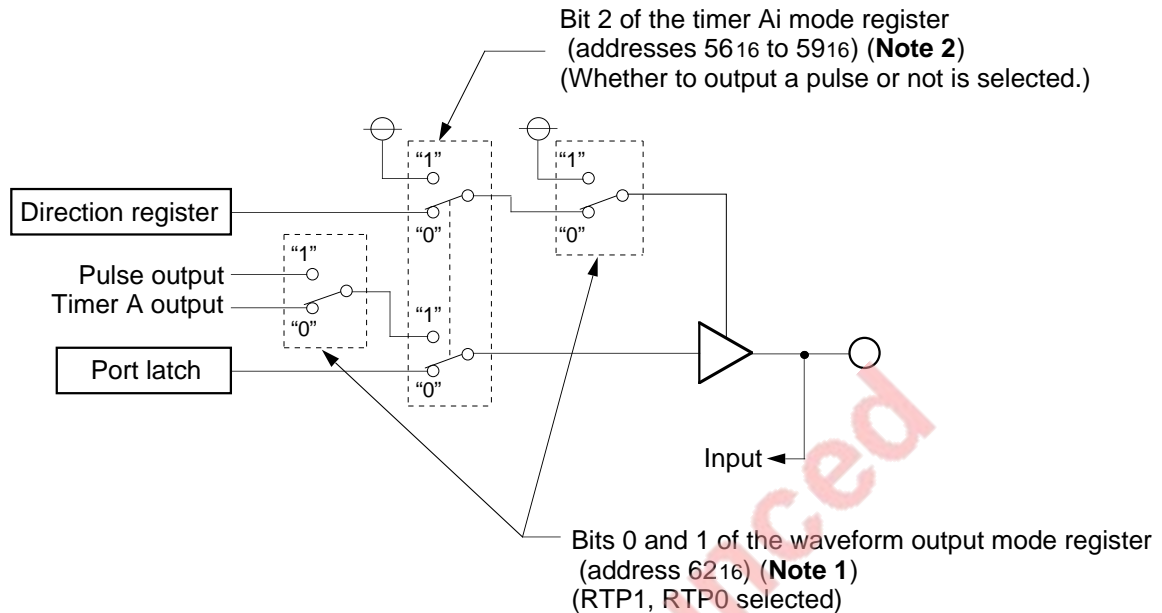 Bit 2 of the timer Ai mode register
(addresses 5616 to 5916) (Note 2)
(Whether to output a pulse or not is selected.)
“1”
“1”
Direction register
“0”
“0”
“1”
Pulse output
Timer A output
“1”
“0”
Port latch
“0”
Input
Bits 0 and 1 of the waveform output mode register
(address 6216) (Note 1)
(RTP1, RTP0 selected)